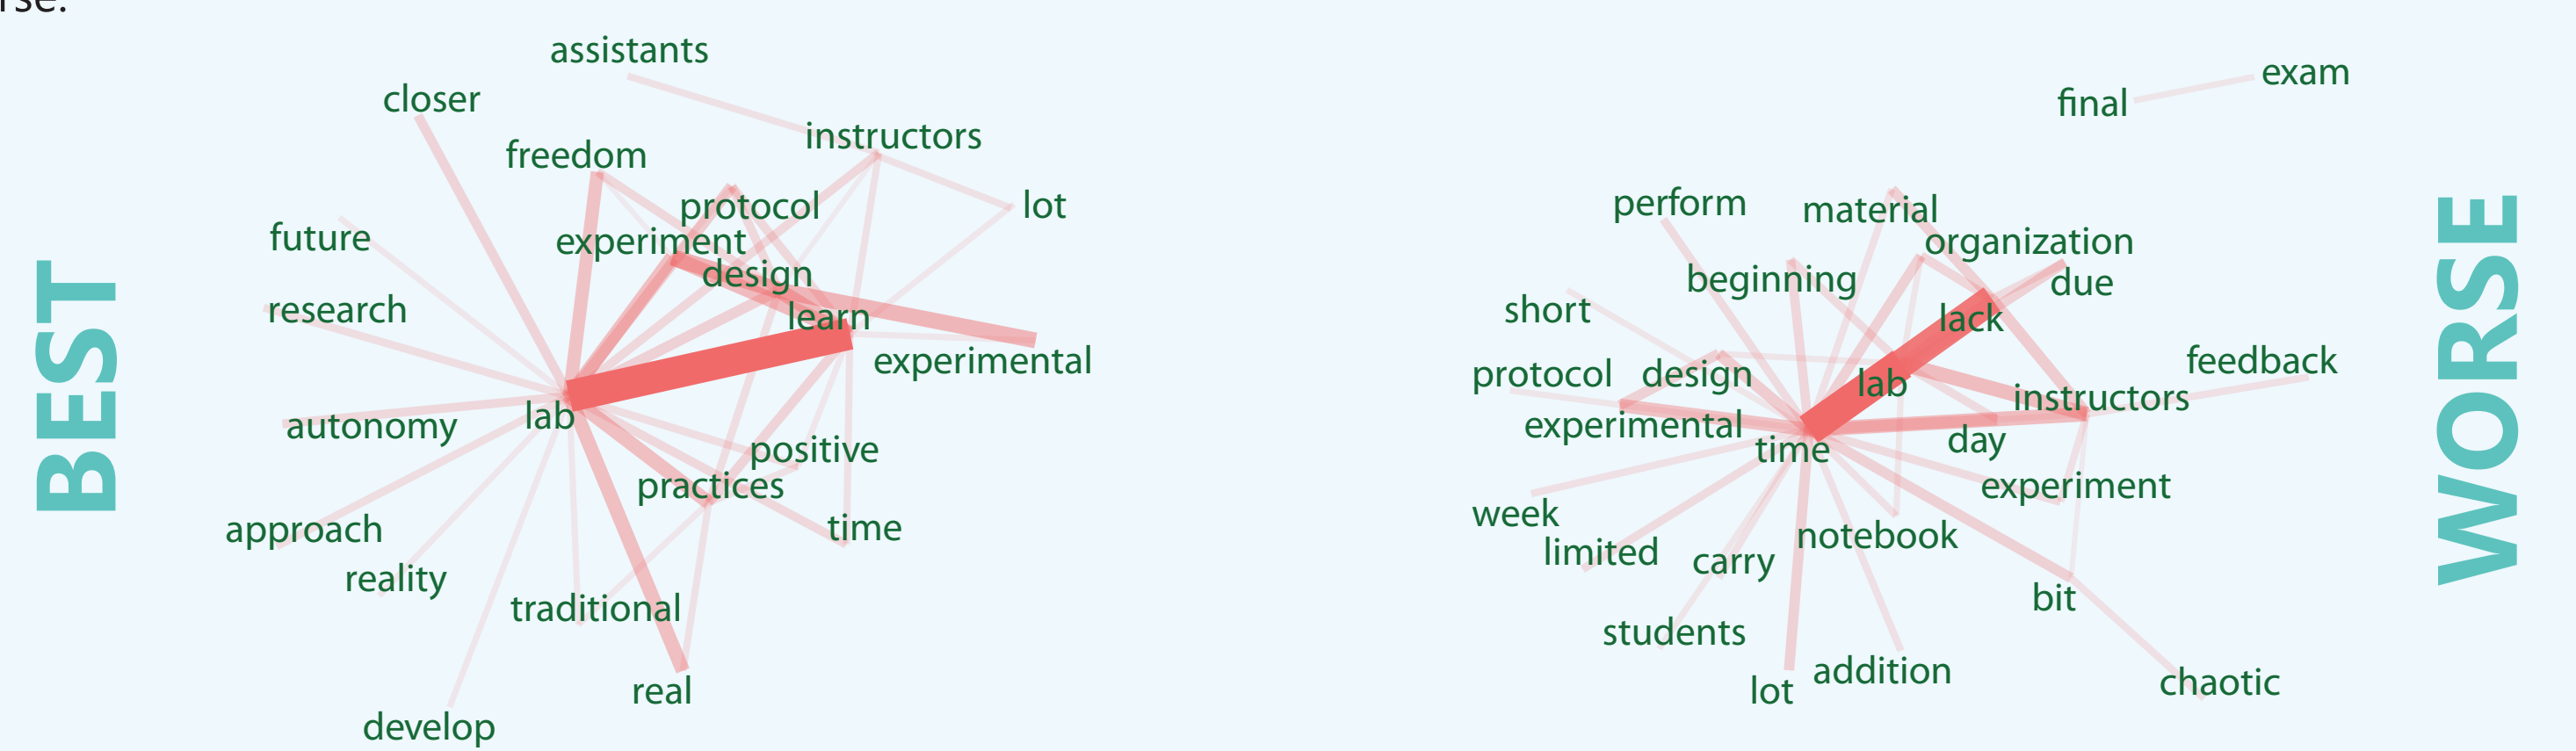 rse.
BEST
assistants
closer
instructors
freedom
protocol
lot
future
experiment
design
research
learn
experimental
lab
autonomy
positive
practices
approach
time
reality
traditional
real
develop
WORSE
exam
final
perform
material
organization
beginning
due
short
lack
feedback
protocol
design
lab
instructors
experimental
time
day
experiment
week
notebook
limited
carry
bit
students
addition
chaotic
lot